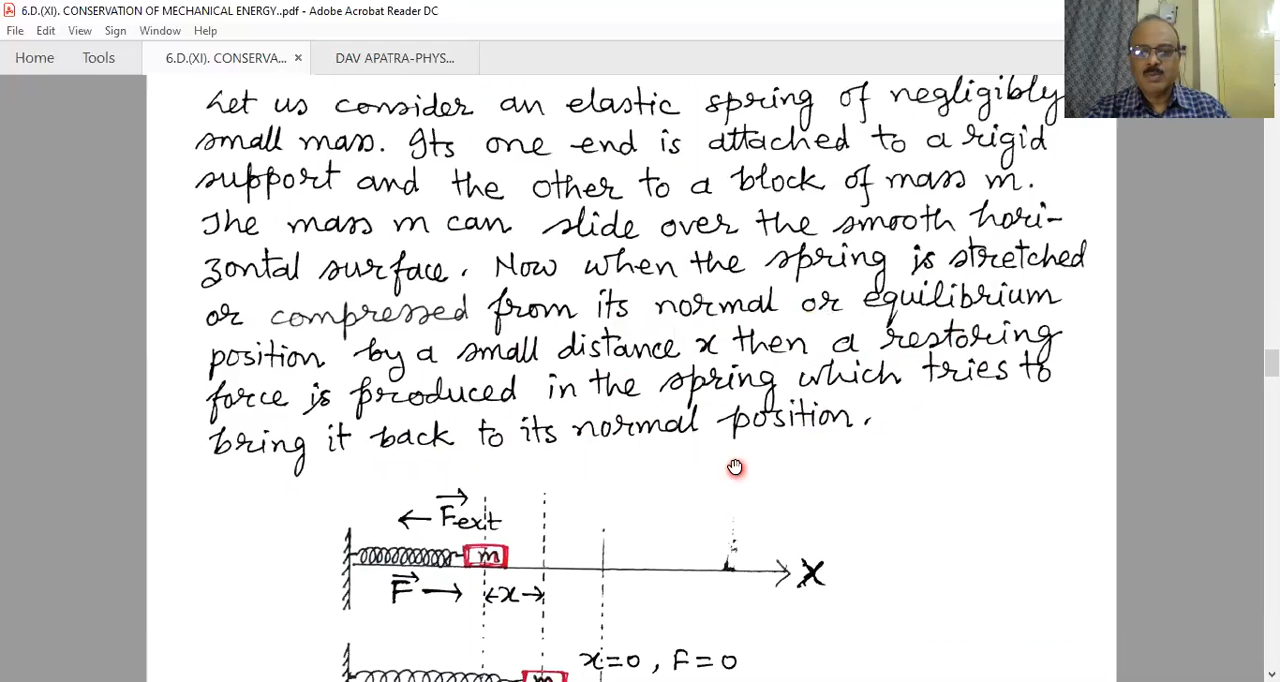 6.D.(XI). CONSERVATION OF MECHANICAL ENERGY..pdf - Adobe Acrobat Reader DC
File Edit View Sign Window Help
Home Tools 6.D.(XI). CONSERVA... × DAV APATRA-PHYS...
Let us consider an elastic spring of negligibly
small mass. Its one end is attached to a rigid
support and the other to a block of mass m.
The mass m can slide over the smooth hori-
zontal surface. Now when the spring is stretched
or compressed from its normal or equilibrium
position by a small distance x then a restoring
force is produced in the spring which tries to
bring it back to its normal position.
← F⃗exit
m
X
F⃗ →
←x→
x=0, F=0
m